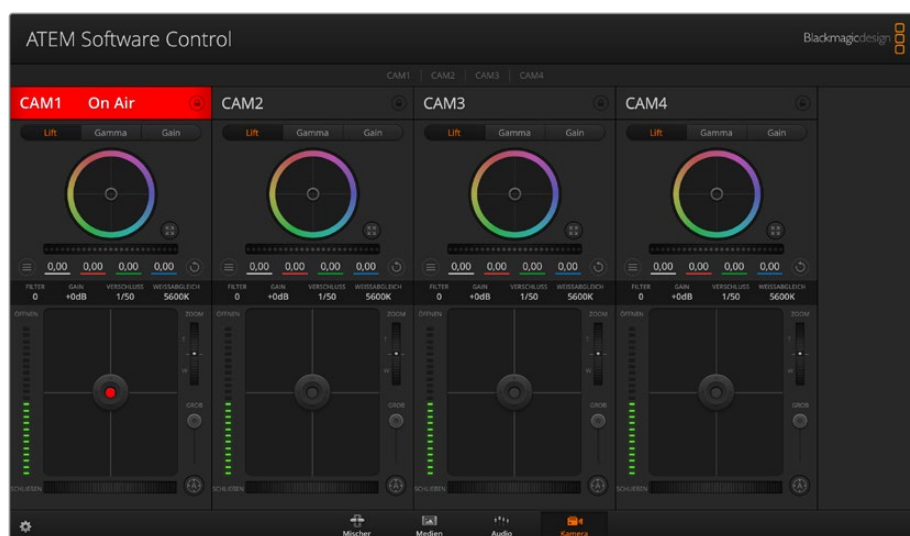 ATEM Software Control
Blackmagicdesign
CAM1 CAM2 CAM3 CAM4
CAM1 On Air CAM2 CAM3 CAM4
Lift Gamma Gain Lift Gamma Gain Lift Gamma Gain Lift Gamma Gain
0,00 0,00 0,00 0,00 0,00 0,00 0,00 0,00 0,00 0,00 0,00 0,00 0,00 0,00 0,00 0,00
FILTER GAIN VERSCHLUSS WEISSABGLEICH FILTER GAIN VERSCHLUSS WEISSABGLEICH FILTER GAIN VERSCHLUSS WEISSABGLEICH FILTER GAIN VERSCHLUSS WEISSABGLEICH
0 +0dB 1/50 5600K 0 +0dB 1/50 5600K 0 +0dB 1/50 5600K 0 +0dB 1/50 5600K
ÖFFNEN ZOOM ÖFFNEN ZOOM ÖFFNEN ZOOM ÖFFNEN ZOOM
T T T T
W W W W
GROB GROB GROB GROB
SCHLIEßEN SCHLIEßEN SCHLIEßEN SCHLIEßEN
Mischer Medien Audio Kamera